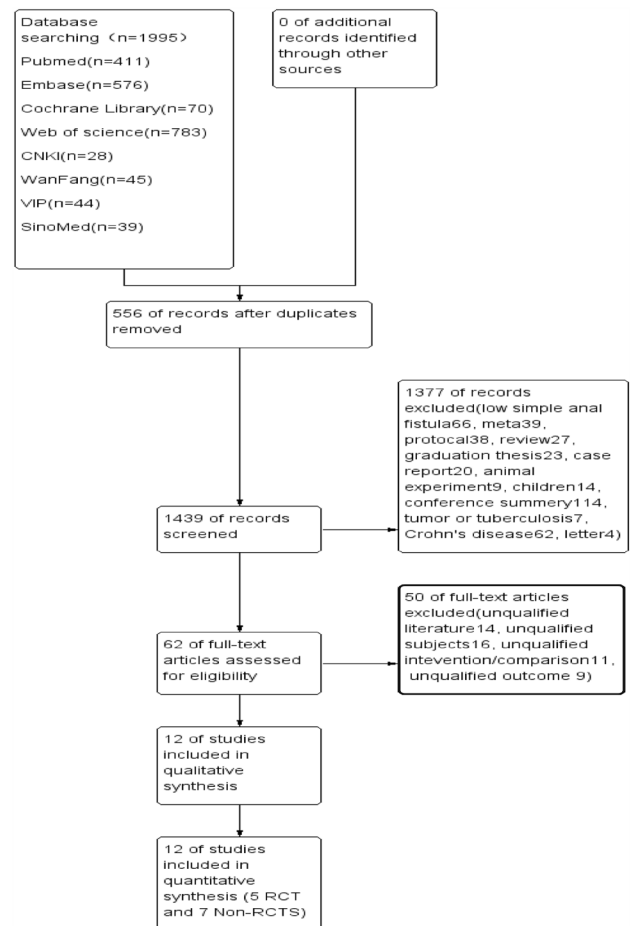 Database
searching（n=1995）
Pubmed(n=411)
Embase(n=576)
Cochrane Library(n=70)
Web of science(n=783)
CNKI(n=28)
WanFang(n=45)
VIP(n=44)
SinoMed(n=39)
0 of additional
records identified
through other
sources
556 of records after duplicates
removed
1377 of records
excluded(low simple anal
fistula66, meta39,
protocal38, review27,
graduation thesis23, case
report20, animal
experiment9, children14,
conference summery114,
tumor or tuberculosis7,
Crohn's disease62, letter4)
1439 of records
screened
50 of full-text articles
excluded(unqualified
literature14, unqualified
subjects16, unqualified
intevention/comparison11,
unqualified outcome 9)
62 of full-text
articles assessed
for eligibility
12 of studies
included in
qualitative
synthesis
12 of studies
included in
quantitative
synthesis (5 RCT
and 7 Non-RCTS)